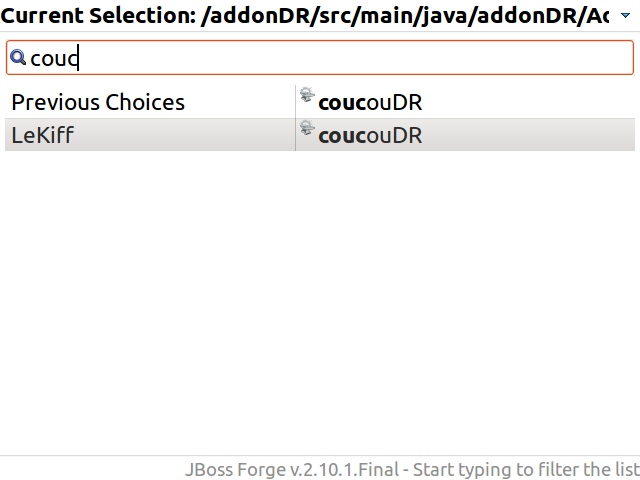 Current Selection: /addonDR/src/main/java/addonDR/Ac
couc
Previous Choices coucouDR
LeKiff coucouDR
JBoss Forge v.2.10.1.Final - Start typing to filter the list